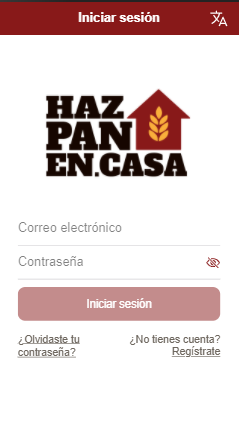 Iniciar sesión
HAZ
PAN
EN.CASA
Correo electrónico
Contraseña
Iniciar sesión
¿Olvidaste tu
contraseña?
¿No tienes cuenta?
Regístrate